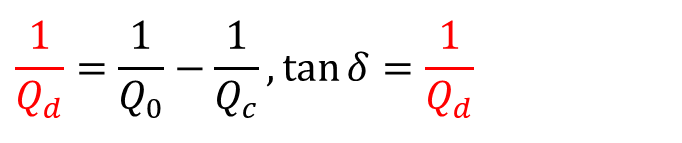 1/Q_d = 1/Q_0 − 1/Q_c , tan δ = 1/Q_d